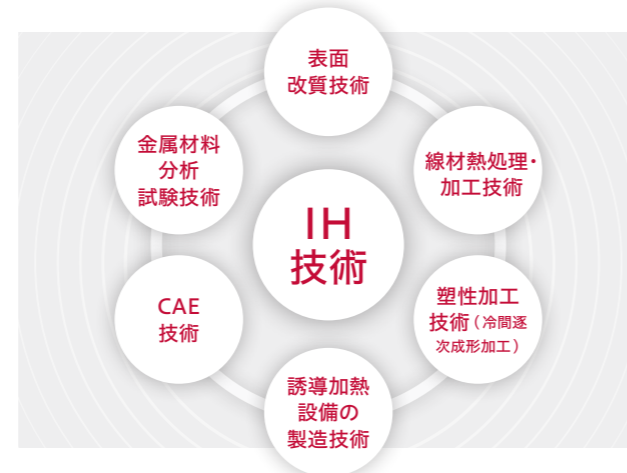 表面
改質技術
金属材料
分析
試験技術
線材熱処理・
加工技術
IH
技術
CAE
技術
塑性加工
技術（冷間逐
次成形加工）
誘導加熱
設備の
製造技術